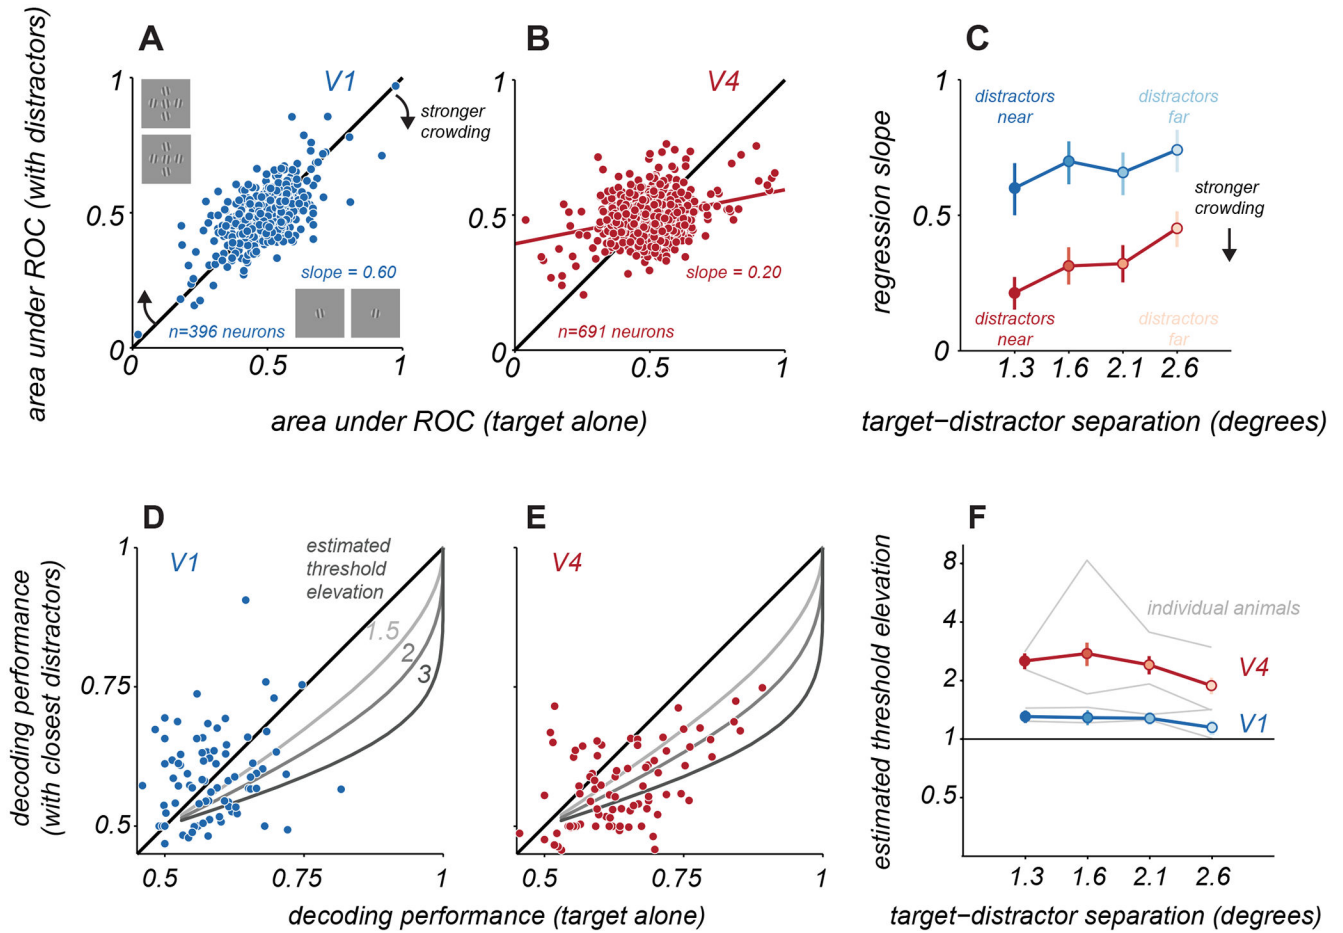 A
B
C
area under ROC (with distractors)
1
0.5
0
V1
stronger
crowding
slope = 0.60
n=396 neurons
0
0.5
1
1
0.5
0
V4
slope = 0.20
n=691 neurons
0
0.5
1
area under ROC (target alone)
regression slope
1
0.5
0
distractors
near
distractors
far
stronger
crowding
distractors
near
distractors
far
1.3
1.6
2.1
2.6
target–distractor separation (degrees)
D
E
F
decoding performance
(with closest distractors)
1
0.75
0.5
V1
estimated
threshold
elevation
1.5
2
3
0.5
0.75
1
V4
0.5
0.75
1
decoding performance (target alone)
estimated threshold elevation
8
4
2
1
0.5
individual animals
V4
V1
1.3
1.6
2.1
2.6
target–distractor separation (degrees)